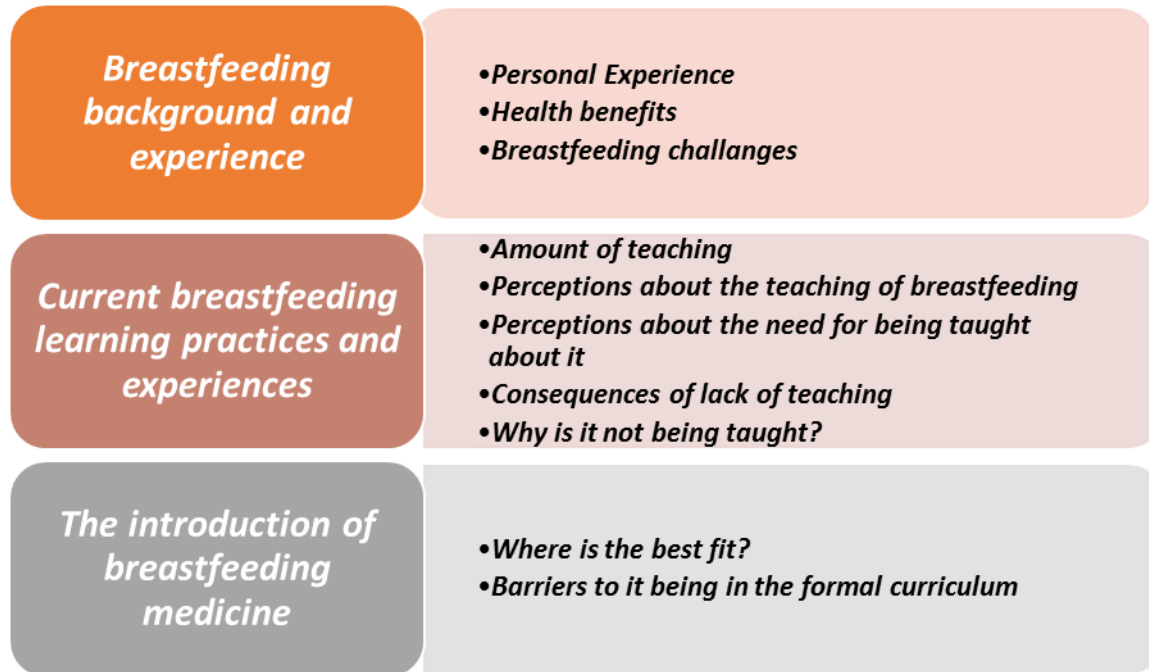 Breastfeeding
background and
experience
•Personal Experience
•Health benefits
•Breastfeeding challanges
Current breastfeeding
learning practices and
experiences
•Amount of teaching
•Perceptions about the teaching of breastfeeding
•Perceptions about the need for being taught
about it
•Consequences of lack of teaching
•Why is it not being taught?
The introduction of
breastfeeding
medicine
•Where is the best fit?
•Barriers to it being in the formal curriculum